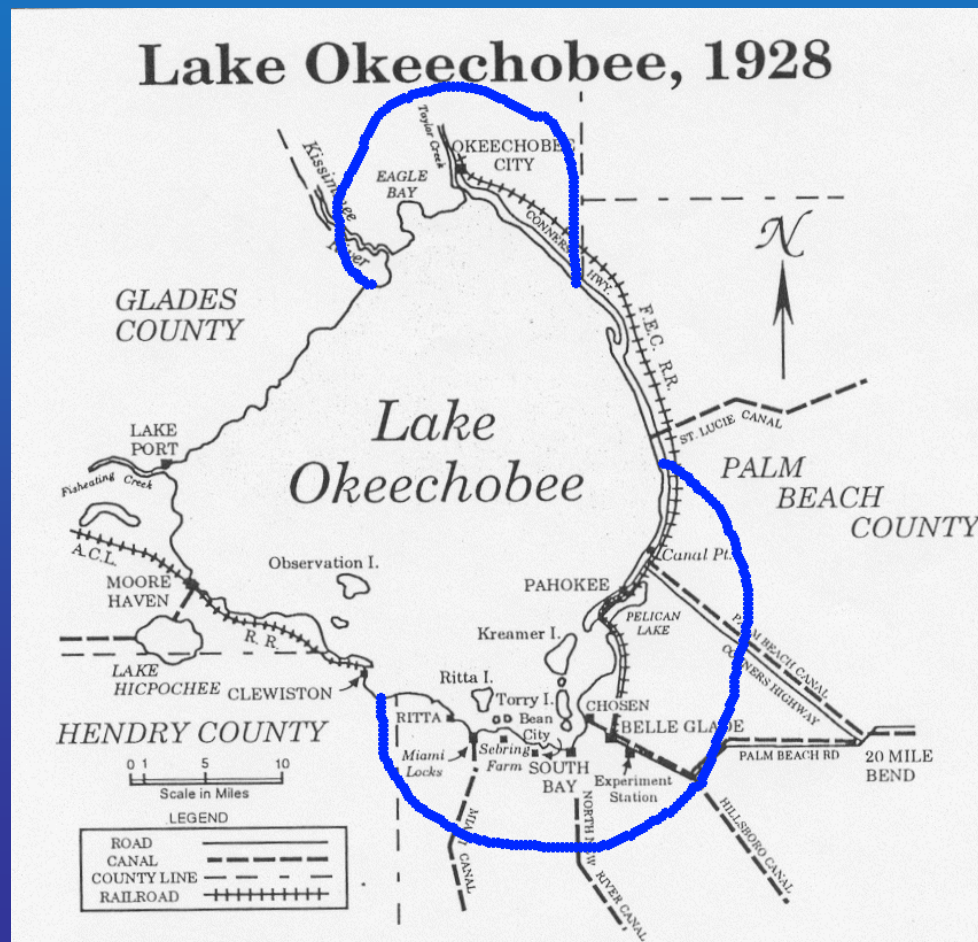 Lake Okeechobee, 1928
Taylor Creek
OKEECHOBEE
CITY
Kissimmee
River
EAGLE
BAY
CONNERS
HWY.
N
GLADES
COUNTY
F.E.C. R.R.
ST. LUCIE CANAL
Lake
Okeechobee
LAKE
PORT
Fisheating Creek
PALM
BEACH
COUNTY
A.C.L.
R. R.
Observation I.
Canal Pt.
MOORE
HAVEN
PAHOKEE
PELICAN
LAKE
Kreamer I.
PALM BEACH CANAL
CONNERS HIGHWAY
LAKE
HICPOCHEE
CLEWISTON
Ritta I.
Torry I.
CHOSEN
RITTA
Bean
City
BELLE GLADE
HENDRY COUNTY
Miami
Locks
Sebring
Farm
SOUTH
BAY
Experiment
Station
PALM BEACH RD
20 MILE
BEND
0 1 5 10
Scale in Miles
MIAMI CANAL
NORTH NEW
RIVER CANAL
HILLSBORO CANAL
LEGEND
ROAD
CANAL
COUNTY LINE
RAILROAD